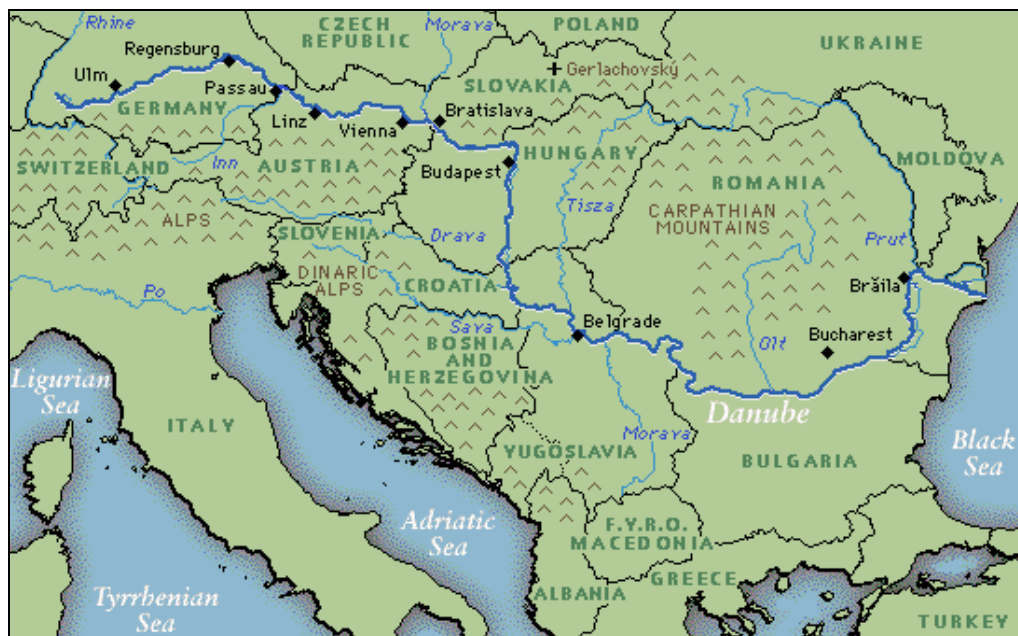 Rhine
CZECH
REPUBLIC
Morava
POLAND
UKRAINE
Regensburg
Ulm
GERMANY
Passau
Linz
Vienna
Bratislava
SLOVAKIA
Gerlachovský
SWITZERLAND
Inn
AUSTRIA
Budapest
HUNGARY
MOLDOVA
ROMANIA
ALPS
SLOVENIA
Drava
Tisza
CARPATHIAN
MOUNTAINS
Prut
DINARIC
ALPS
CROATIA
Po
Brăila
Sava
Belgrade
BOSNIA
AND
HERZEGOVINA
Olt
Bucharest
Ligurian
Sea
Danube
ITALY
Morava
YUGOSLAVIA
BULGARIA
Black
Sea
Adriatic
Sea
F.Y.R.O.
MACEDONIA
GREECE
ALBANIA
Tyrrhenian
Sea
TURKEY